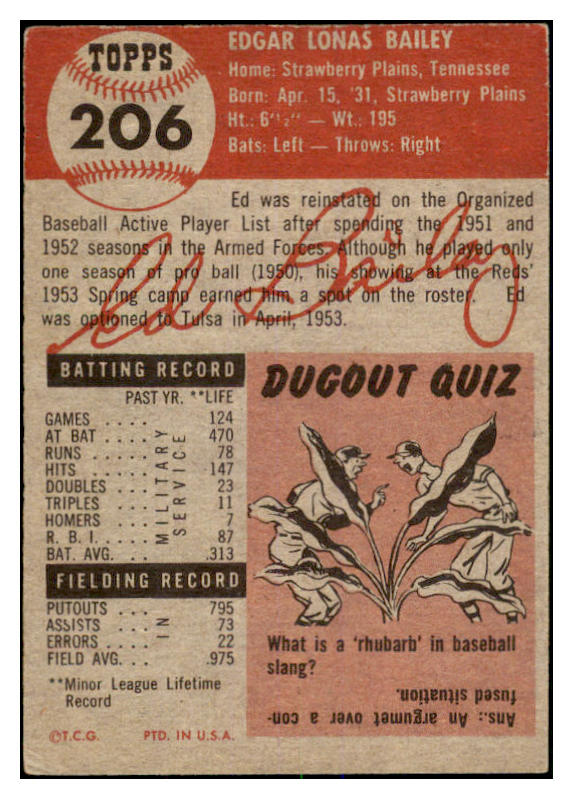 TOPPS
206
EDGAR LONAS BAILEY
Home: Strawberry Plains, Tennessee
Born: Apr. 15, '31, Strawberry Plains
Ht.: 6'½" — Wt.: 195
Bats: Left — Throws: Right
Ed was reinstated on the Organized
Baseball Active Player List after spending the 1951 and
1952 seasons in the Armed Forces. Although he played only
one season of pro ball (1950), his showing at the Reds'
1953 Spring camp earned him a spot on the roster. Ed
was optioned to Tulsa in April, 1953.
Ed Bailey
BATTING RECORD
PAST YR. **LIFE
GAMES .... 124
AT BAT .... 470
RUNS .... 78
HITS .... 147
DOUBLES ... 23
TRIPLES ... 11
HOMERS ... 7
R. B. I. .... 87
BAT. AVG. ... .313
MILITARY
SERVICE
FIELDING RECORD
PUTOUTS ... 795
ASSISTS ... 73
ERRORS ... 22
FIELD AVG. ... .975
IN
**Minor League Lifetime
Record
©T.C.G. PTD. IN U.S.A.
DUGOUT QUIZ
What is a 'rhubarb' in baseball
slang?
Ans.: An argumet over a con-
fused situation.